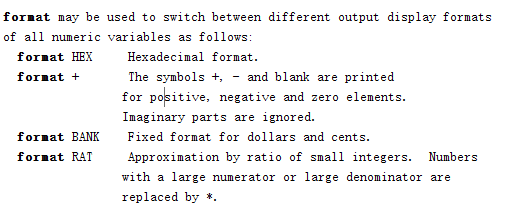 format may be used to switch between different output display formats
of all numeric variables as follows:
format HEX Hexadecimal format.
format + The symbols +, - and blank are printed
for positive, negative and zero elements.
Imaginary parts are ignored.
format BANK Fixed format for dollars and cents.
format RAT Approximation by ratio of small integers. Numbers
with a large numerator or large denominator are
replaced by *.